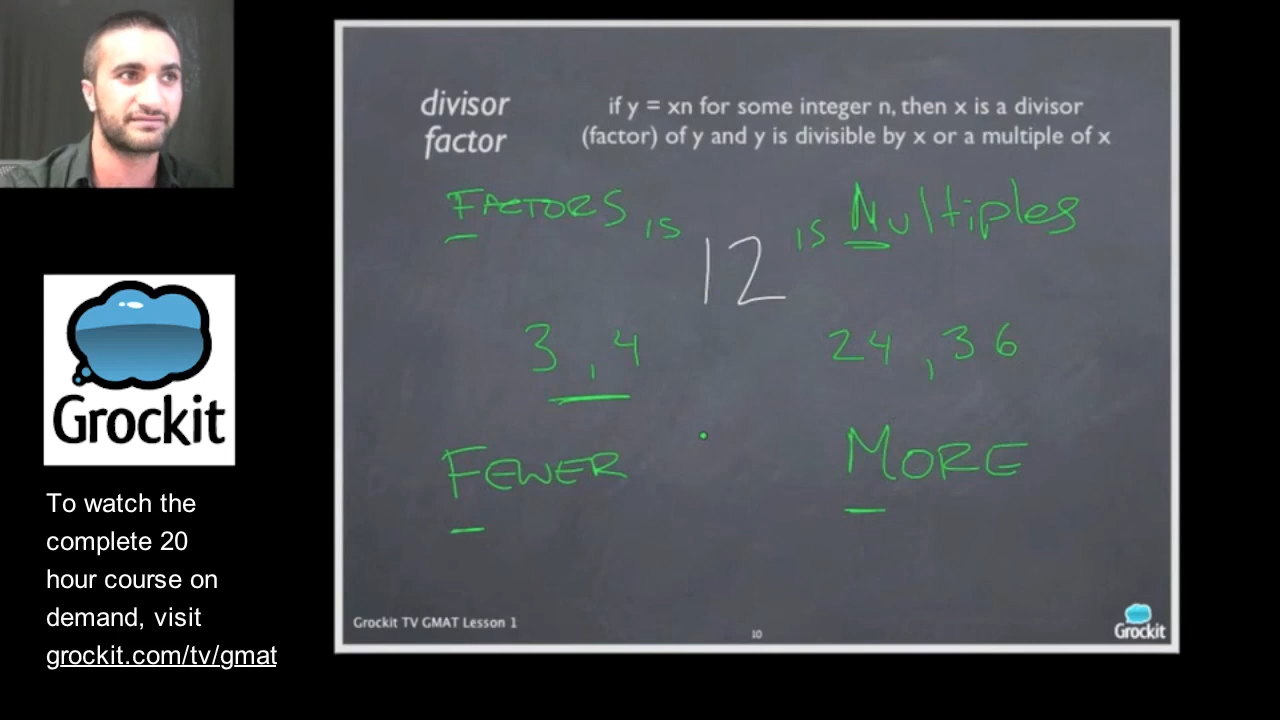 divisor
factor
if y = xn for some integer n, then x is a divisor
(factor) of y and y is divisible by x or a multiple of x
FACTORS is 12 is Multiples
3, 4
24, 36
FEWER
MORE
Grockit TV GMAT Lesson 1
10
Grockit
Grockit
To watch the
complete 20
hour course on
demand, visit
grockit.com/tv/gmat